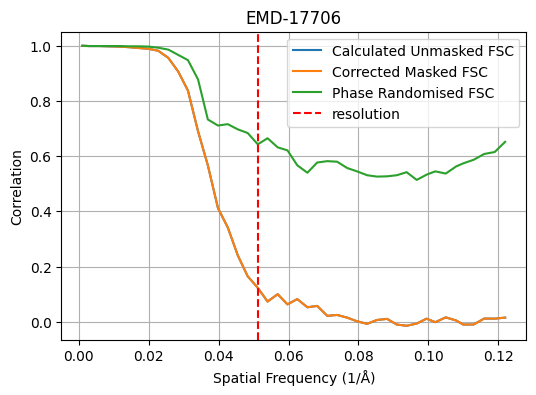 EMD-17706
Calculated Unmasked FSC
Corrected Masked FSC
Phase Randomised FSC
resolution
1.0
0.8
0.6
0.4
0.2
0.0
Correlation
0.00 0.02 0.04 0.06 0.08 0.10 0.12
Spatial Frequency (1/Å)